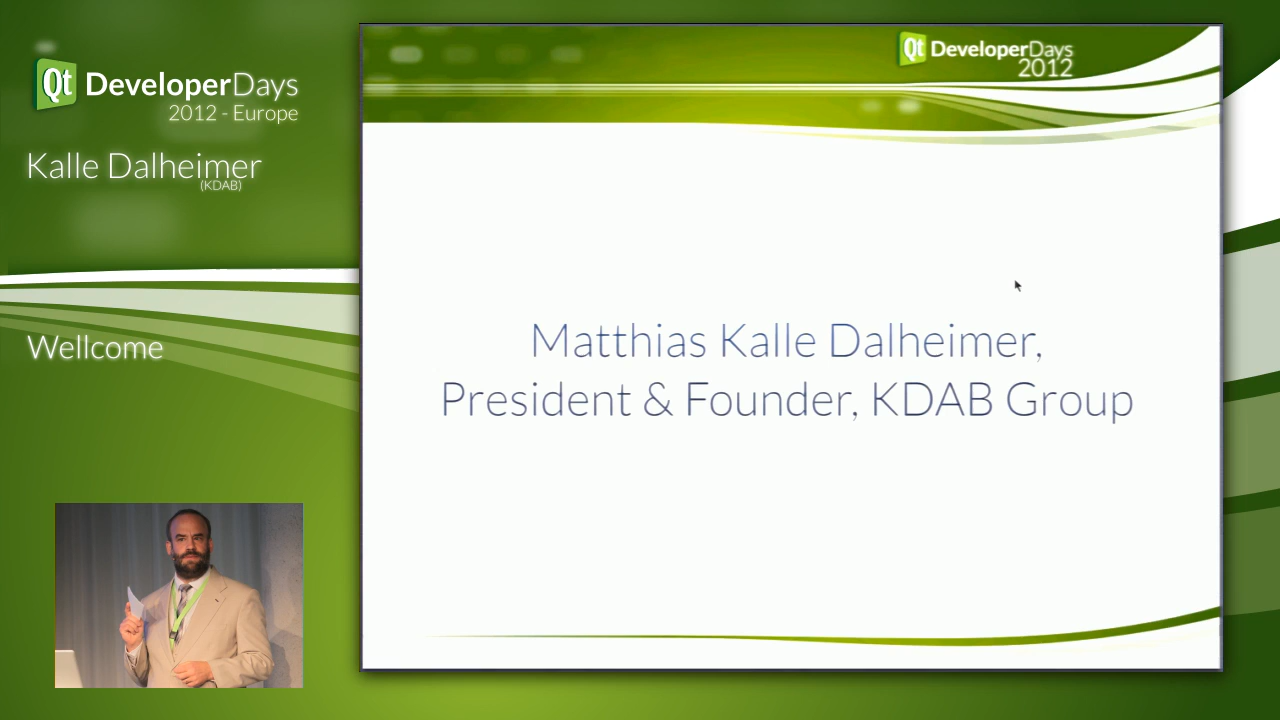 Qt DeveloperDays
2012 - Europe
Kalle Dalheimer
(KDAB)
Wellcome
Qt DeveloperDays
2012
Matthias Kalle Dalheimer,
President & Founder, KDAB Group